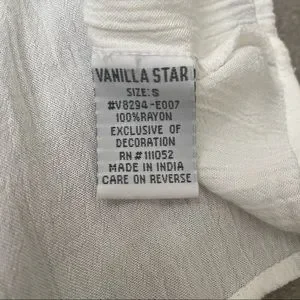 VANILLA STAR
SIZE: S
#V8294-E007
100%RAYON
EXCLUSIVE OF
DECORATION
RN#111052
MADE IN INDIA
CARE ON REVERSE